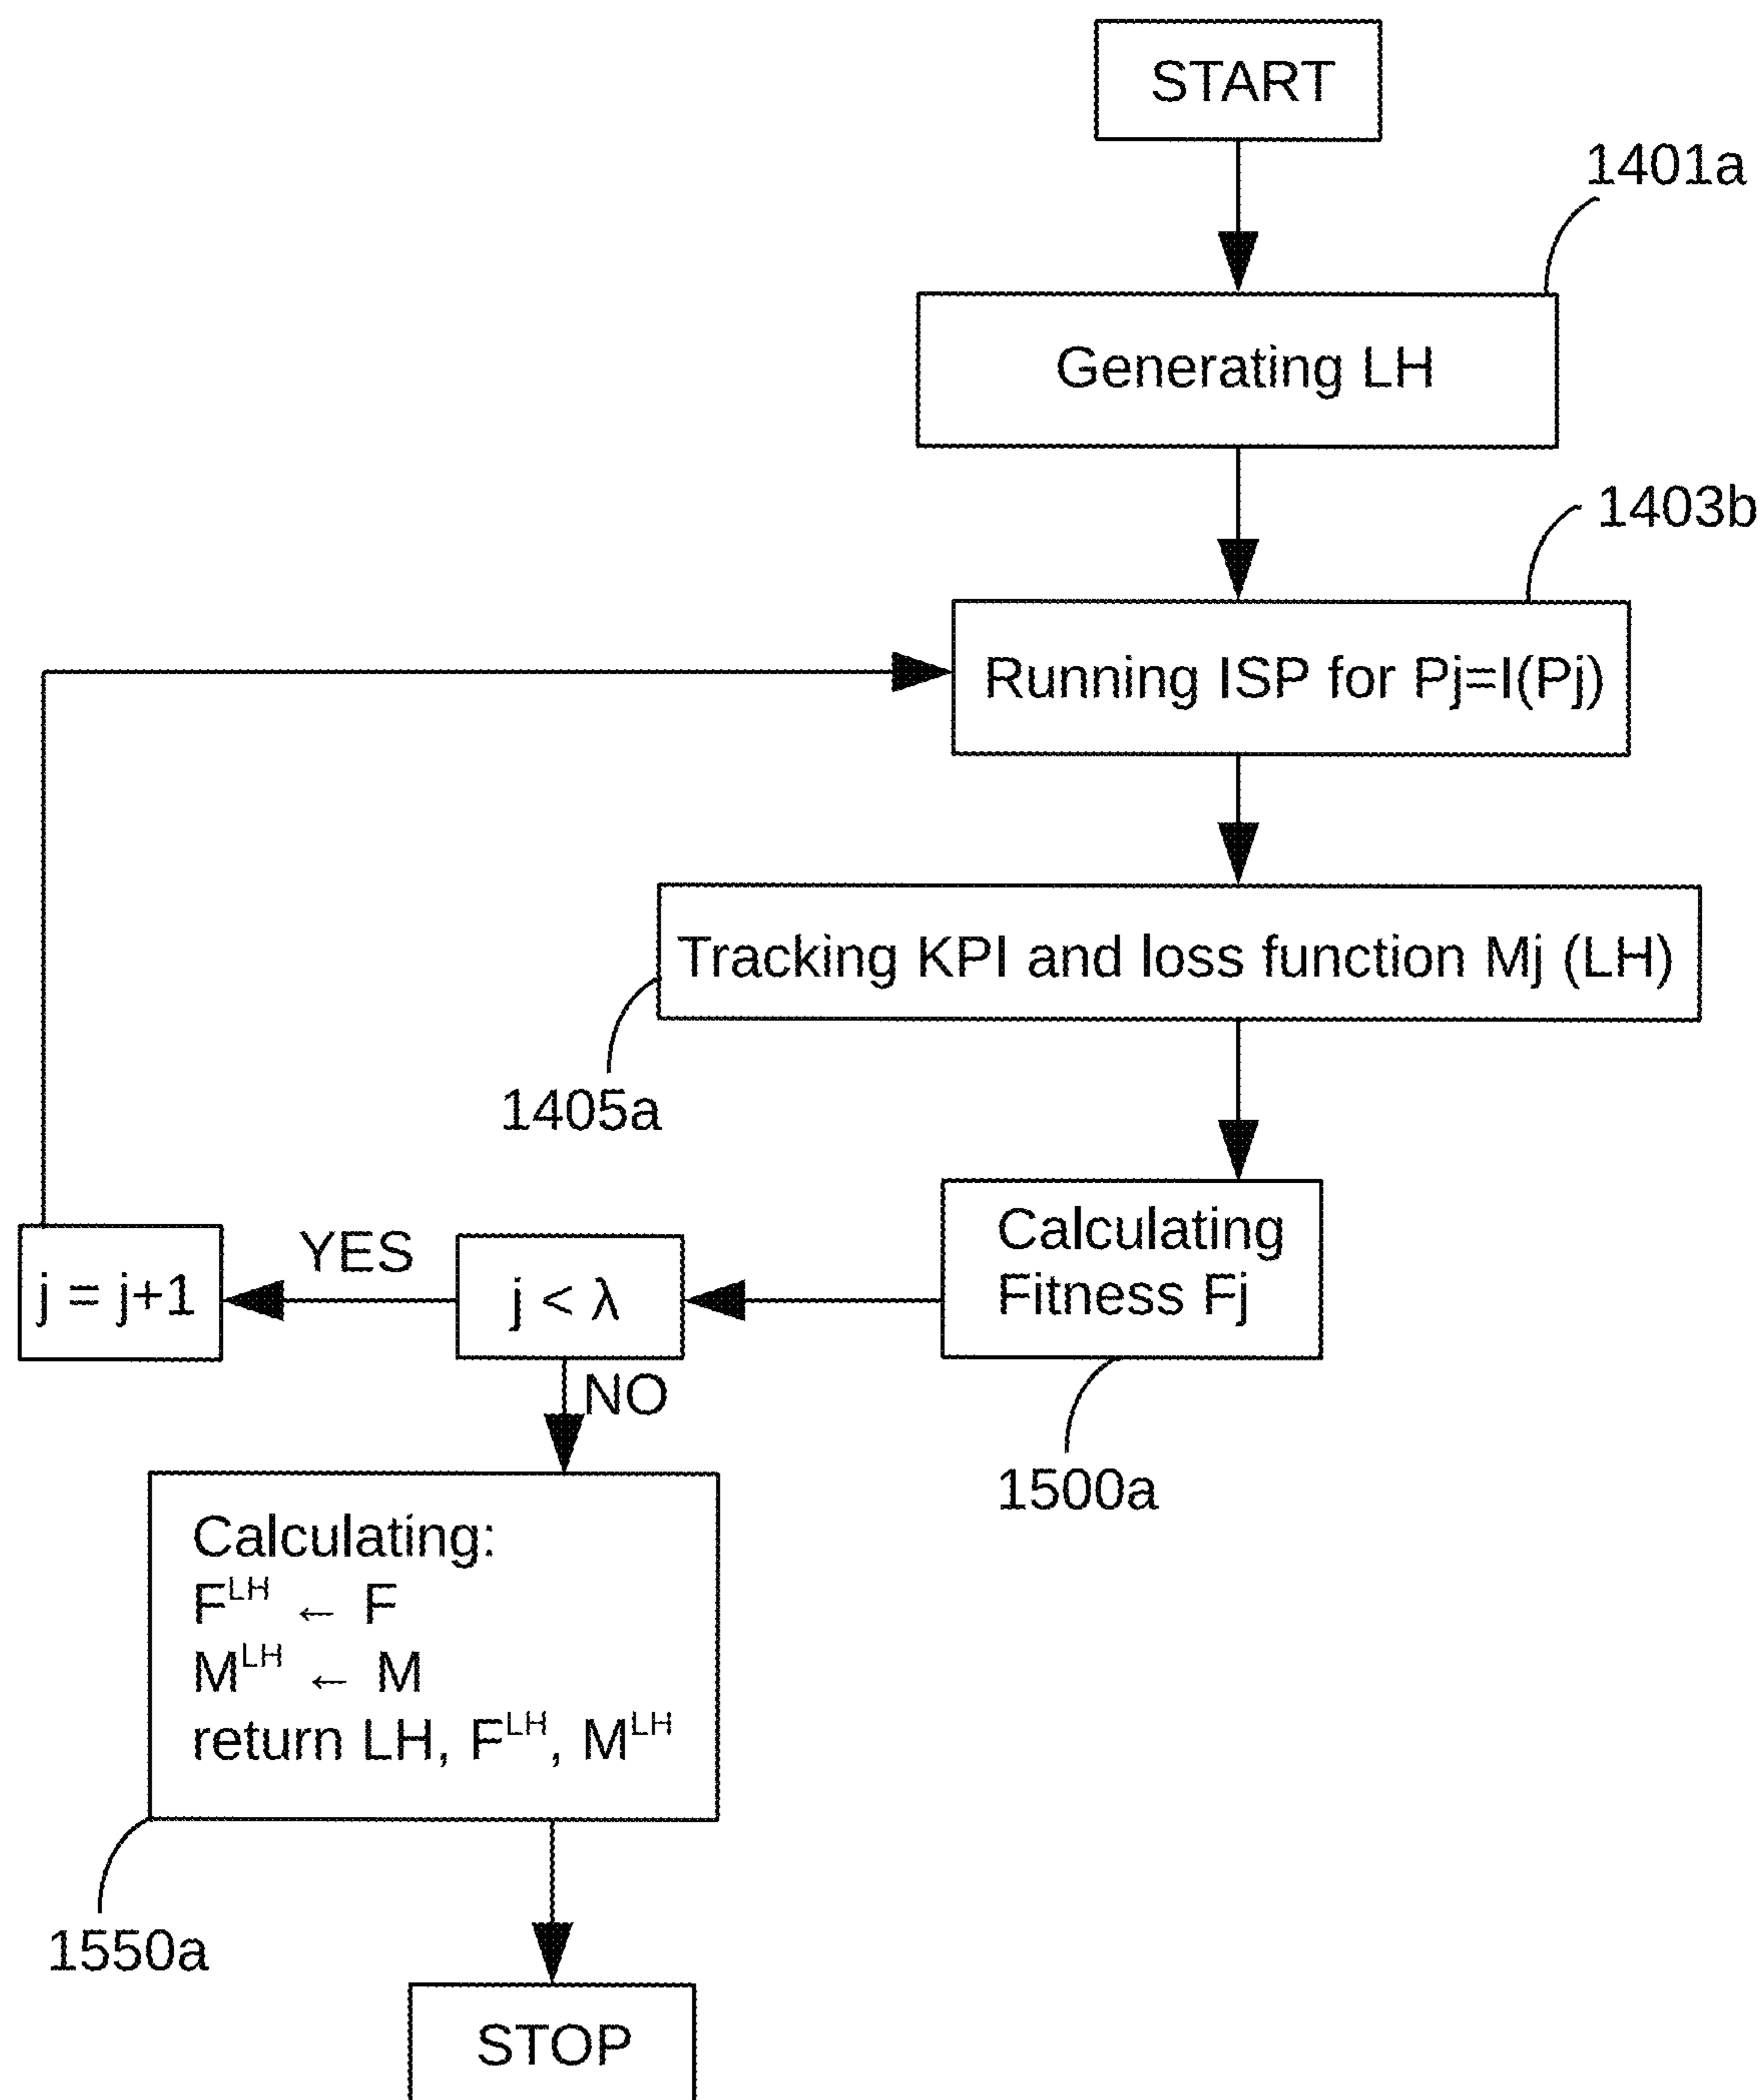 START
1401a
Generating LH
1403b
Running ISP for Pj=I(Pj)
Tracking KPI and loss function Mj (LH)
1405a
Calculating
Fitness Fj
1500a
j < λ
YES
j = j+1
NO
Calculating:
F^LH ← F
M^LH ← M
return LH, F^LH, M^LH
1550a
STOP